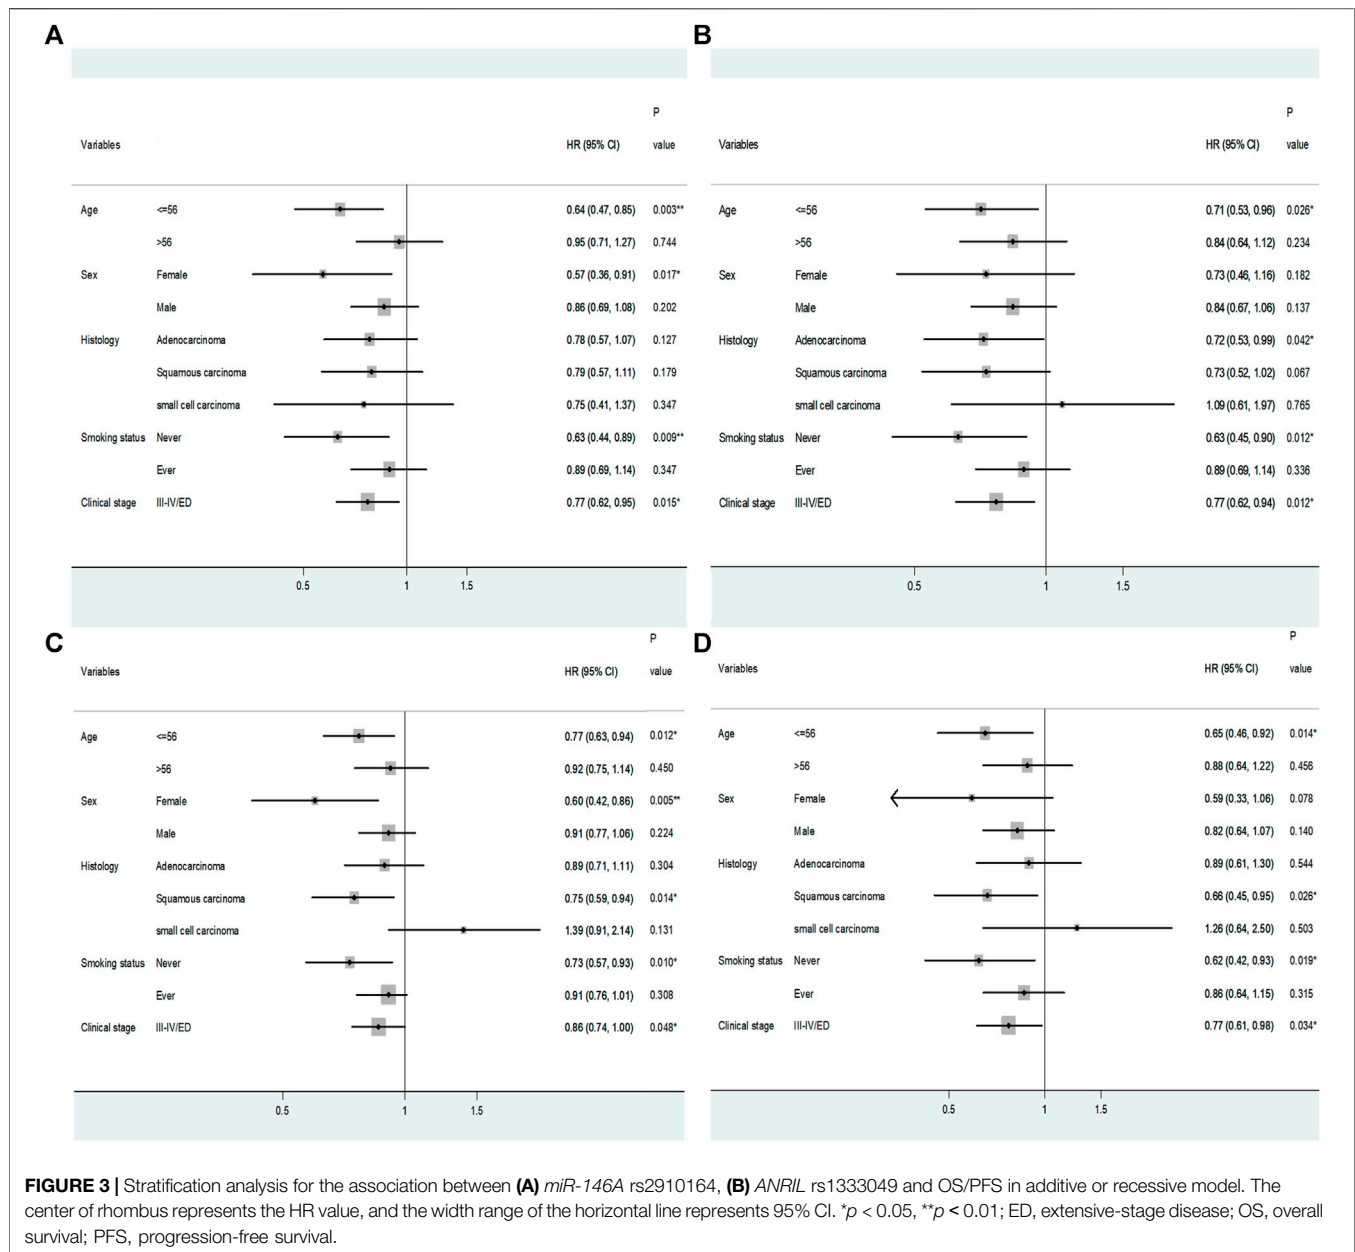 A
P
Variables HR (95% CI) value
Age <=56 0.64 (0.47, 0.85) 0.003**
>56 0.95 (0.71, 1.27) 0.744
Sex Female 0.57 (0.36, 0.91) 0.017*
Male 0.86 (0.69, 1.08) 0.202
Histology Adenocarcinoma 0.78 (0.57, 1.07) 0.127
Squamous carcinoma 0.79 (0.57, 1.11) 0.179
small cell carcinoma 0.75 (0.41, 1.37) 0.347
Smoking status Never 0.63 (0.44, 0.89) 0.009**
Ever 0.89 (0.69, 1.14) 0.347
Clinical stage III-IV/ED 0.77 (0.62, 0.95) 0.015*
0.5 1 1.5
B
P
Variables HR (95% CI) value
Age <=56 0.71 (0.53, 0.96) 0.026*
>56 0.84 (0.64, 1.12) 0.234
Sex Female 0.73 (0.46, 1.16) 0.182
Male 0.84 (0.67, 1.06) 0.137
Histology Adenocarcinoma 0.72 (0.53, 0.99) 0.042*
Squamous carcinoma 0.73 (0.52, 1.02) 0.067
small cell carcinoma 1.09 (0.61, 1.97) 0.765
Smoking status Never 0.63 (0.45, 0.90) 0.012*
Ever 0.89 (0.69, 1.14) 0.336
Clinical stage III-IV/ED 0.77 (0.62, 0.94) 0.012*
0.5 1 1.5
C
P
Variables HR (95% CI) value
Age <=56 0.77 (0.63, 0.94) 0.012*
>56 0.92 (0.75, 1.14) 0.450
Sex Female 0.60 (0.42, 0.86) 0.005**
Male 0.91 (0.77, 1.06) 0.224
Histology Adenocarcinoma 0.89 (0.71, 1.11) 0.304
Squamous carcinoma 0.75 (0.59, 0.94) 0.014*
small cell carcinoma 1.39 (0.91, 2.14) 0.131
Smoking status Never 0.73 (0.57, 0.93) 0.010*
Ever 0.91 (0.76, 1.01) 0.308
Clinical stage III-IV/ED 0.86 (0.74, 1.00) 0.048*
0.5 1 1.5
D
P
Variables HR (95% CI) value
Age <=56 0.65 (0.46, 0.92) 0.014*
>56 0.88 (0.64, 1.22) 0.456
Sex Female 0.59 (0.33, 1.06) 0.078
Male 0.82 (0.64, 1.07) 0.140
Histology Adenocarcinoma 0.89 (0.61, 1.30) 0.544
Squamous carcinoma 0.66 (0.45, 0.95) 0.026*
small cell carcinoma 1.26 (0.64, 2.50) 0.503
Smoking status Never 0.62 (0.42, 0.93) 0.019*
Ever 0.86 (0.64, 1.15) 0.315
Clinical stage III-IV/ED 0.77 (0.61, 0.98) 0.034*
0.5 1 1.5
FIGURE 3 | Stratification analysis for the association between (A) miR-146A rs2910164, (B) ANRIL rs1333049 and OS/PFS in additive or recessive model. The
center of rhombus represents the HR value, and the width range of the horizontal line represents 95% CI. *p < 0.05, **p < 0.01; ED, extensive-stage disease; OS, overall
survival; PFS, progression-free survival.